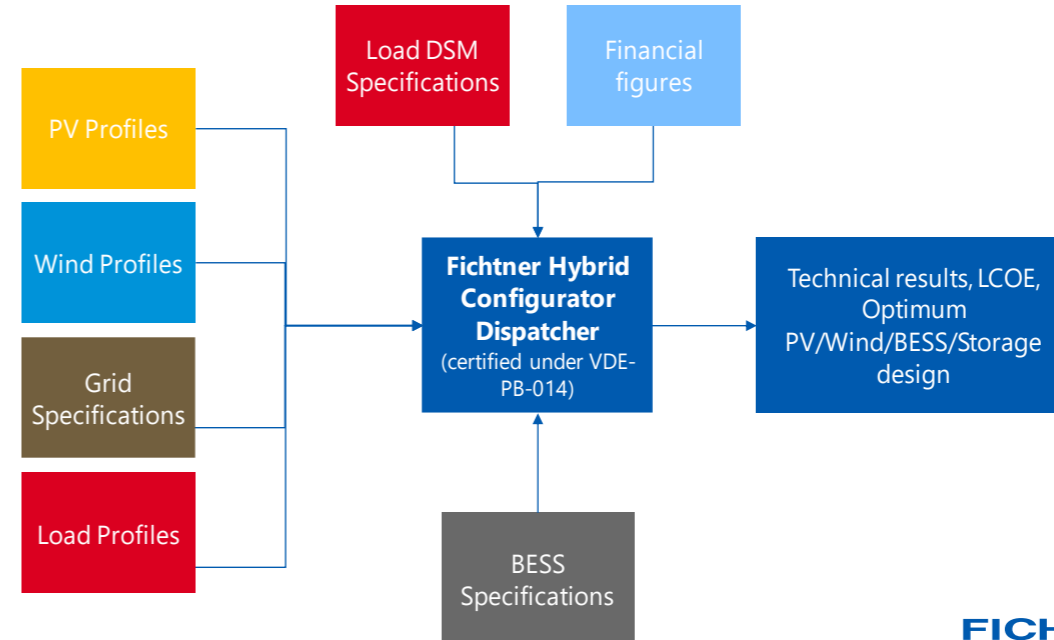 Load DSM
Specifications
Financial
figures
PV Profiles
Wind Profiles
Grid
Specifications
Load Profiles
Fichtner Hybrid
Configurator
Dispatcher
(certified under VDE-
PB-014)
Technical results, LCOE,
Optimum
PV/Wind/BESS/Storage
design
BESS
Specifications
FICH